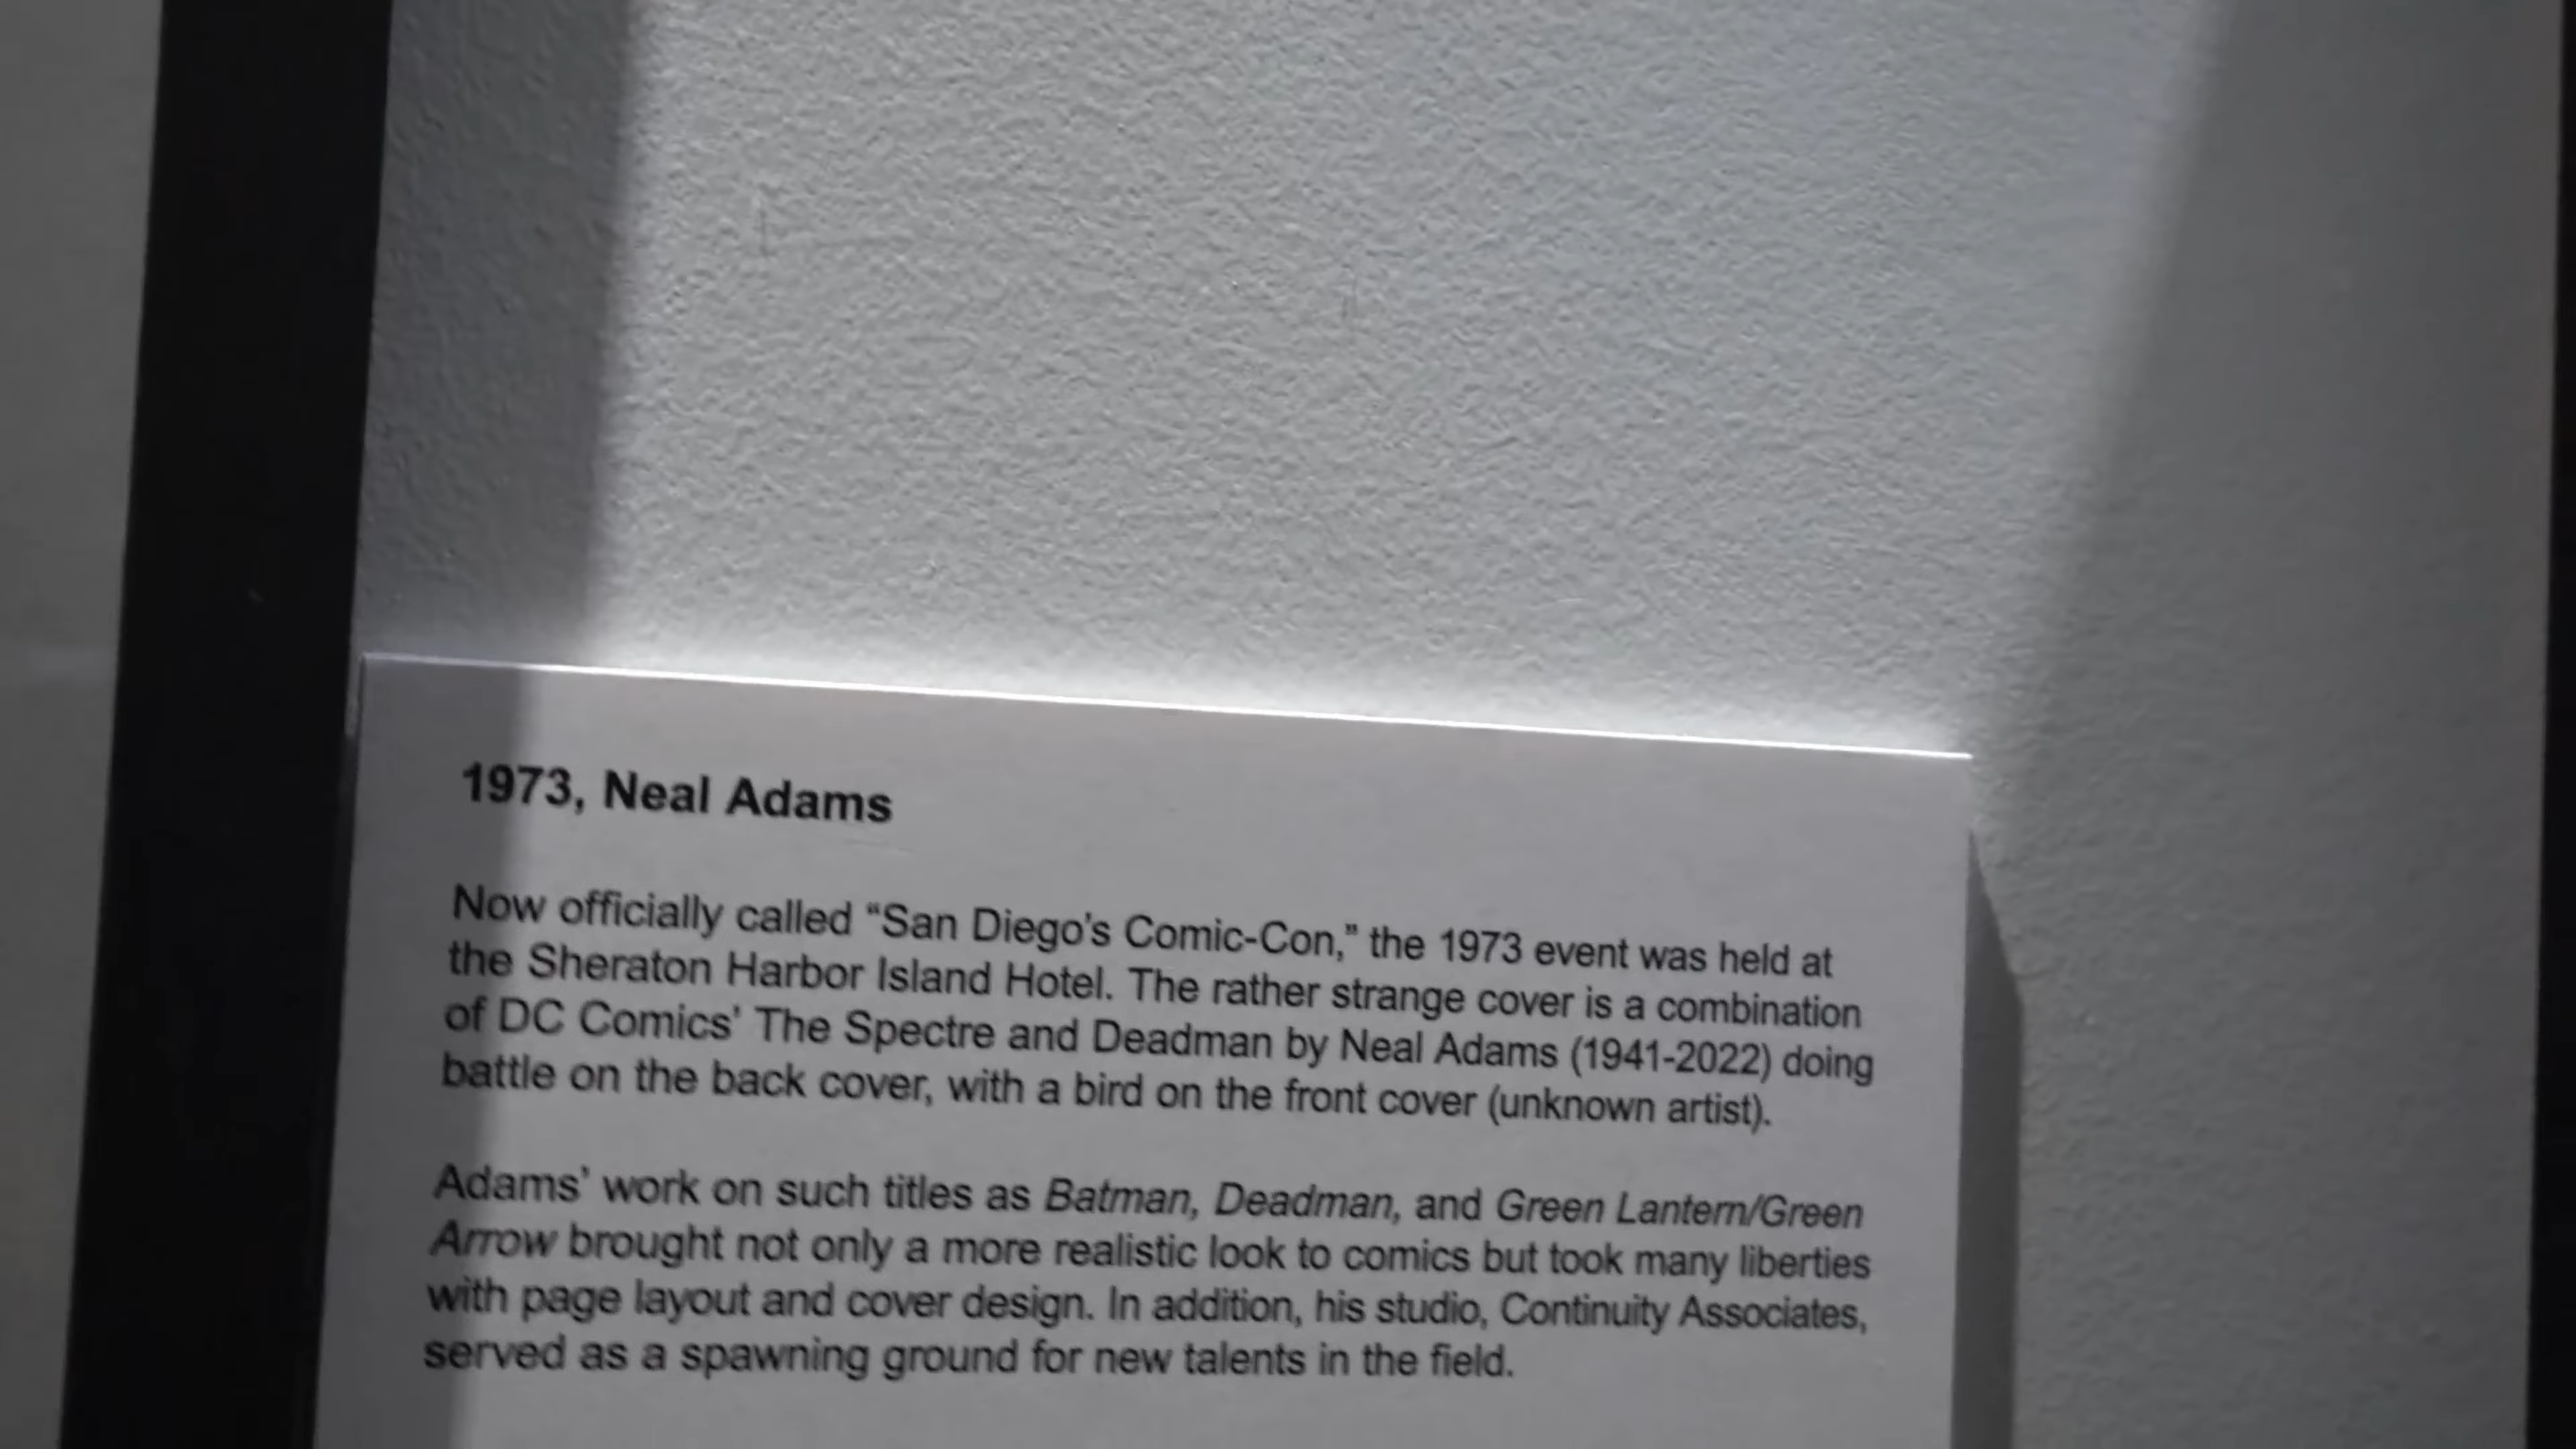 1973, Neal Adams
Now officially called “San Diego’s Comic-Con,” the 1973 event was held at
the Sheraton Harbor Island Hotel. The rather strange cover is a combination
of DC Comics’ The Spectre and Deadman by Neal Adams (1941-2022) doing
battle on the back cover, with a bird on the front cover (unknown artist).
Adams’ work on such titles as Batman, Deadman, and Green Lantern/Green
Arrow brought not only a more realistic look to comics but took many liberties
with page layout and cover design. In addition, his studio, Continuity Associates,
served as a spawning ground for new talents in the field.